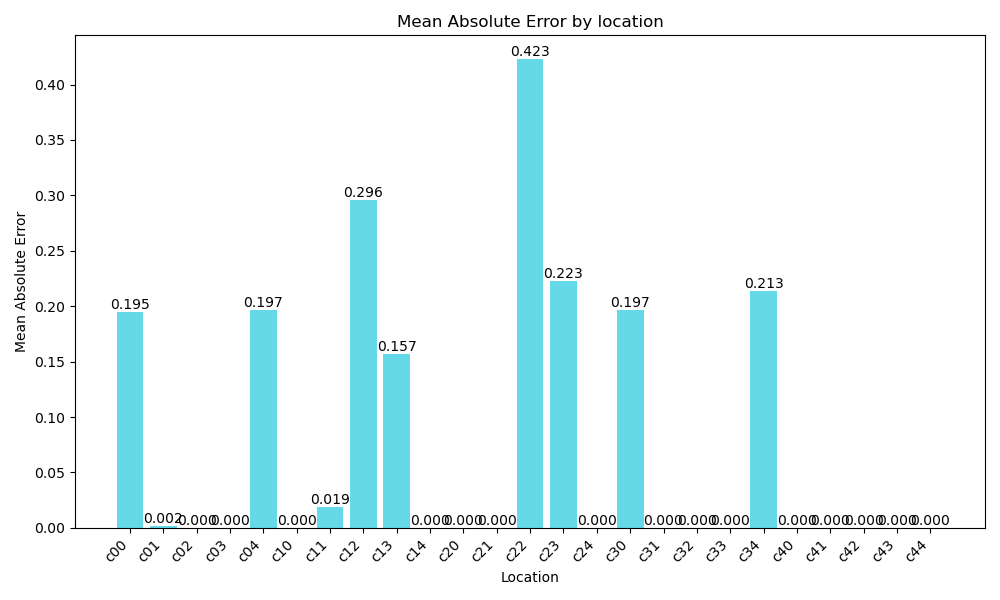 Mean Absolute Error by location
Mean Absolute Error
0.40
0.35
0.30
0.25
0.20
0.15
0.10
0.05
0.00
0.195
0.002
0.000
0.000
0.197
0.000
0.019
0.296
0.157
0.000
0.000
0.000
0.423
0.223
0.000
0.197
0.000
0.000
0.000
0.213
0.000
0.000
0.000
0.000
0.000
c00
c01
c02
c03
c04
c10
c11
c12
c13
c14
c20
c21
c22
c23
c24
c30
c31
c32
c33
c34
c40
c41
c42
c43
c44
Location